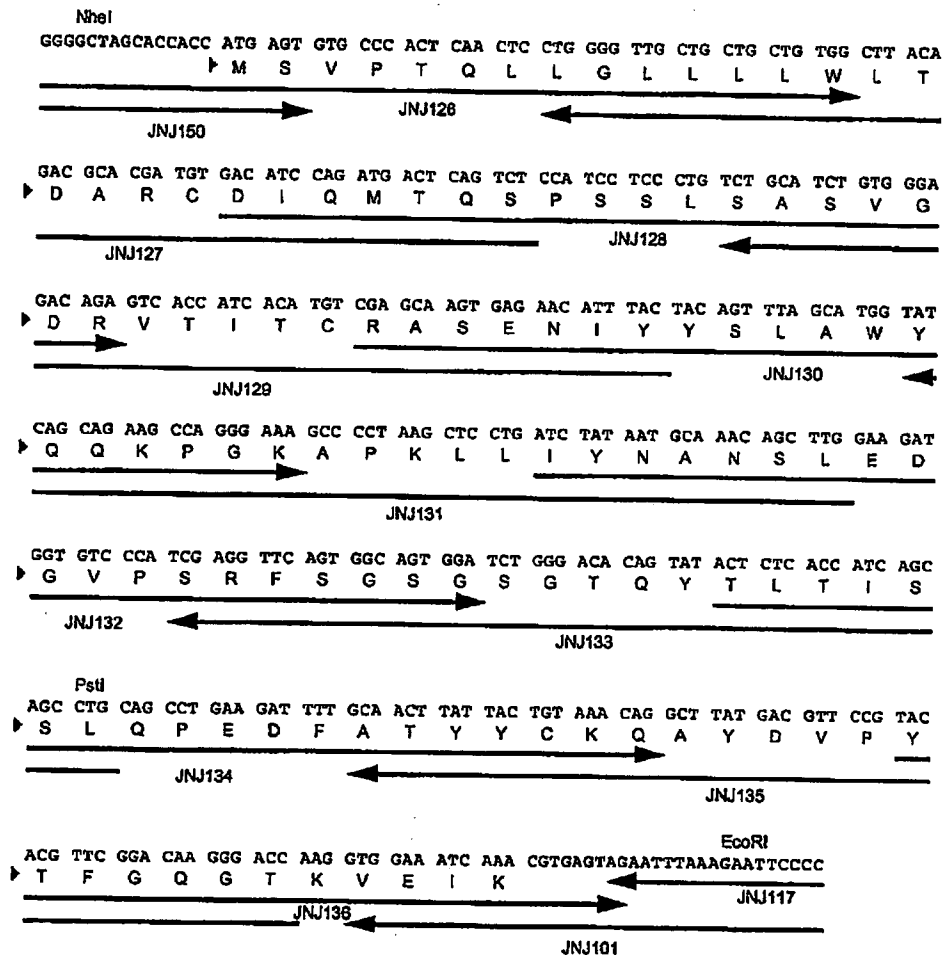 NheI
GGGGCTAGCACCACC ATG AGT GTG CCC ACT CAA CTC CTG GGG TTG CTG CTG CTG TGG CTT ACA
M S V P T Q L L G L L L L W L T
JNJ126
JNJ150
GAC GCA CGA TGT GAC ATC CAG ATG ACT CAG TCT CCA TCC TCC CTG TCT GCA TCT GTG GGA
D A R C D I Q M T Q S P S S L S A S V G
JNJ127 JNJ128
GAC AGA GTC ACC ATC ACA TGT CGA GCA AGT GAG AAC ATT TAC TAC AGT TTA GCA TGG TAT
D R V T I T C R A S E N I Y Y S L A W Y
JNJ129 JNJ130
CAG CAG AAG CCA GGG AAA GCC CCT AAG CTC CTG ATC TAT AAT GCA AAC AGC TTG GAA GAT
Q Q K P G K A P K L L I Y N A N S L E D
JNJ131
GGT GTC CCA TCG AGG TTC AGT GGC AGT GGA TCT GGG ACA CAG TAT ACT CTC ACC ATC AGC
G V P S R F S G S G S G T Q Y T L T I S
JNJ132 JNJ133
PstI
AGC CTG CAG CCT GAA GAT TTT GCA ACT TAT TAC TGT AAA CAG GCT TAT GAC GTT CCG TAC
S L Q P E D F A T Y Y C K Q A Y D V P Y
JNJ134 JNJ135
EcoRI
ACG TTC GGA CAA GGG ACC AAG GTG GAA ATC AAA CGTGAGTAGAATTTAAAGAATTCCCC
T F G Q G T K V E I K
JNJ136 JNJ117
JNJ101